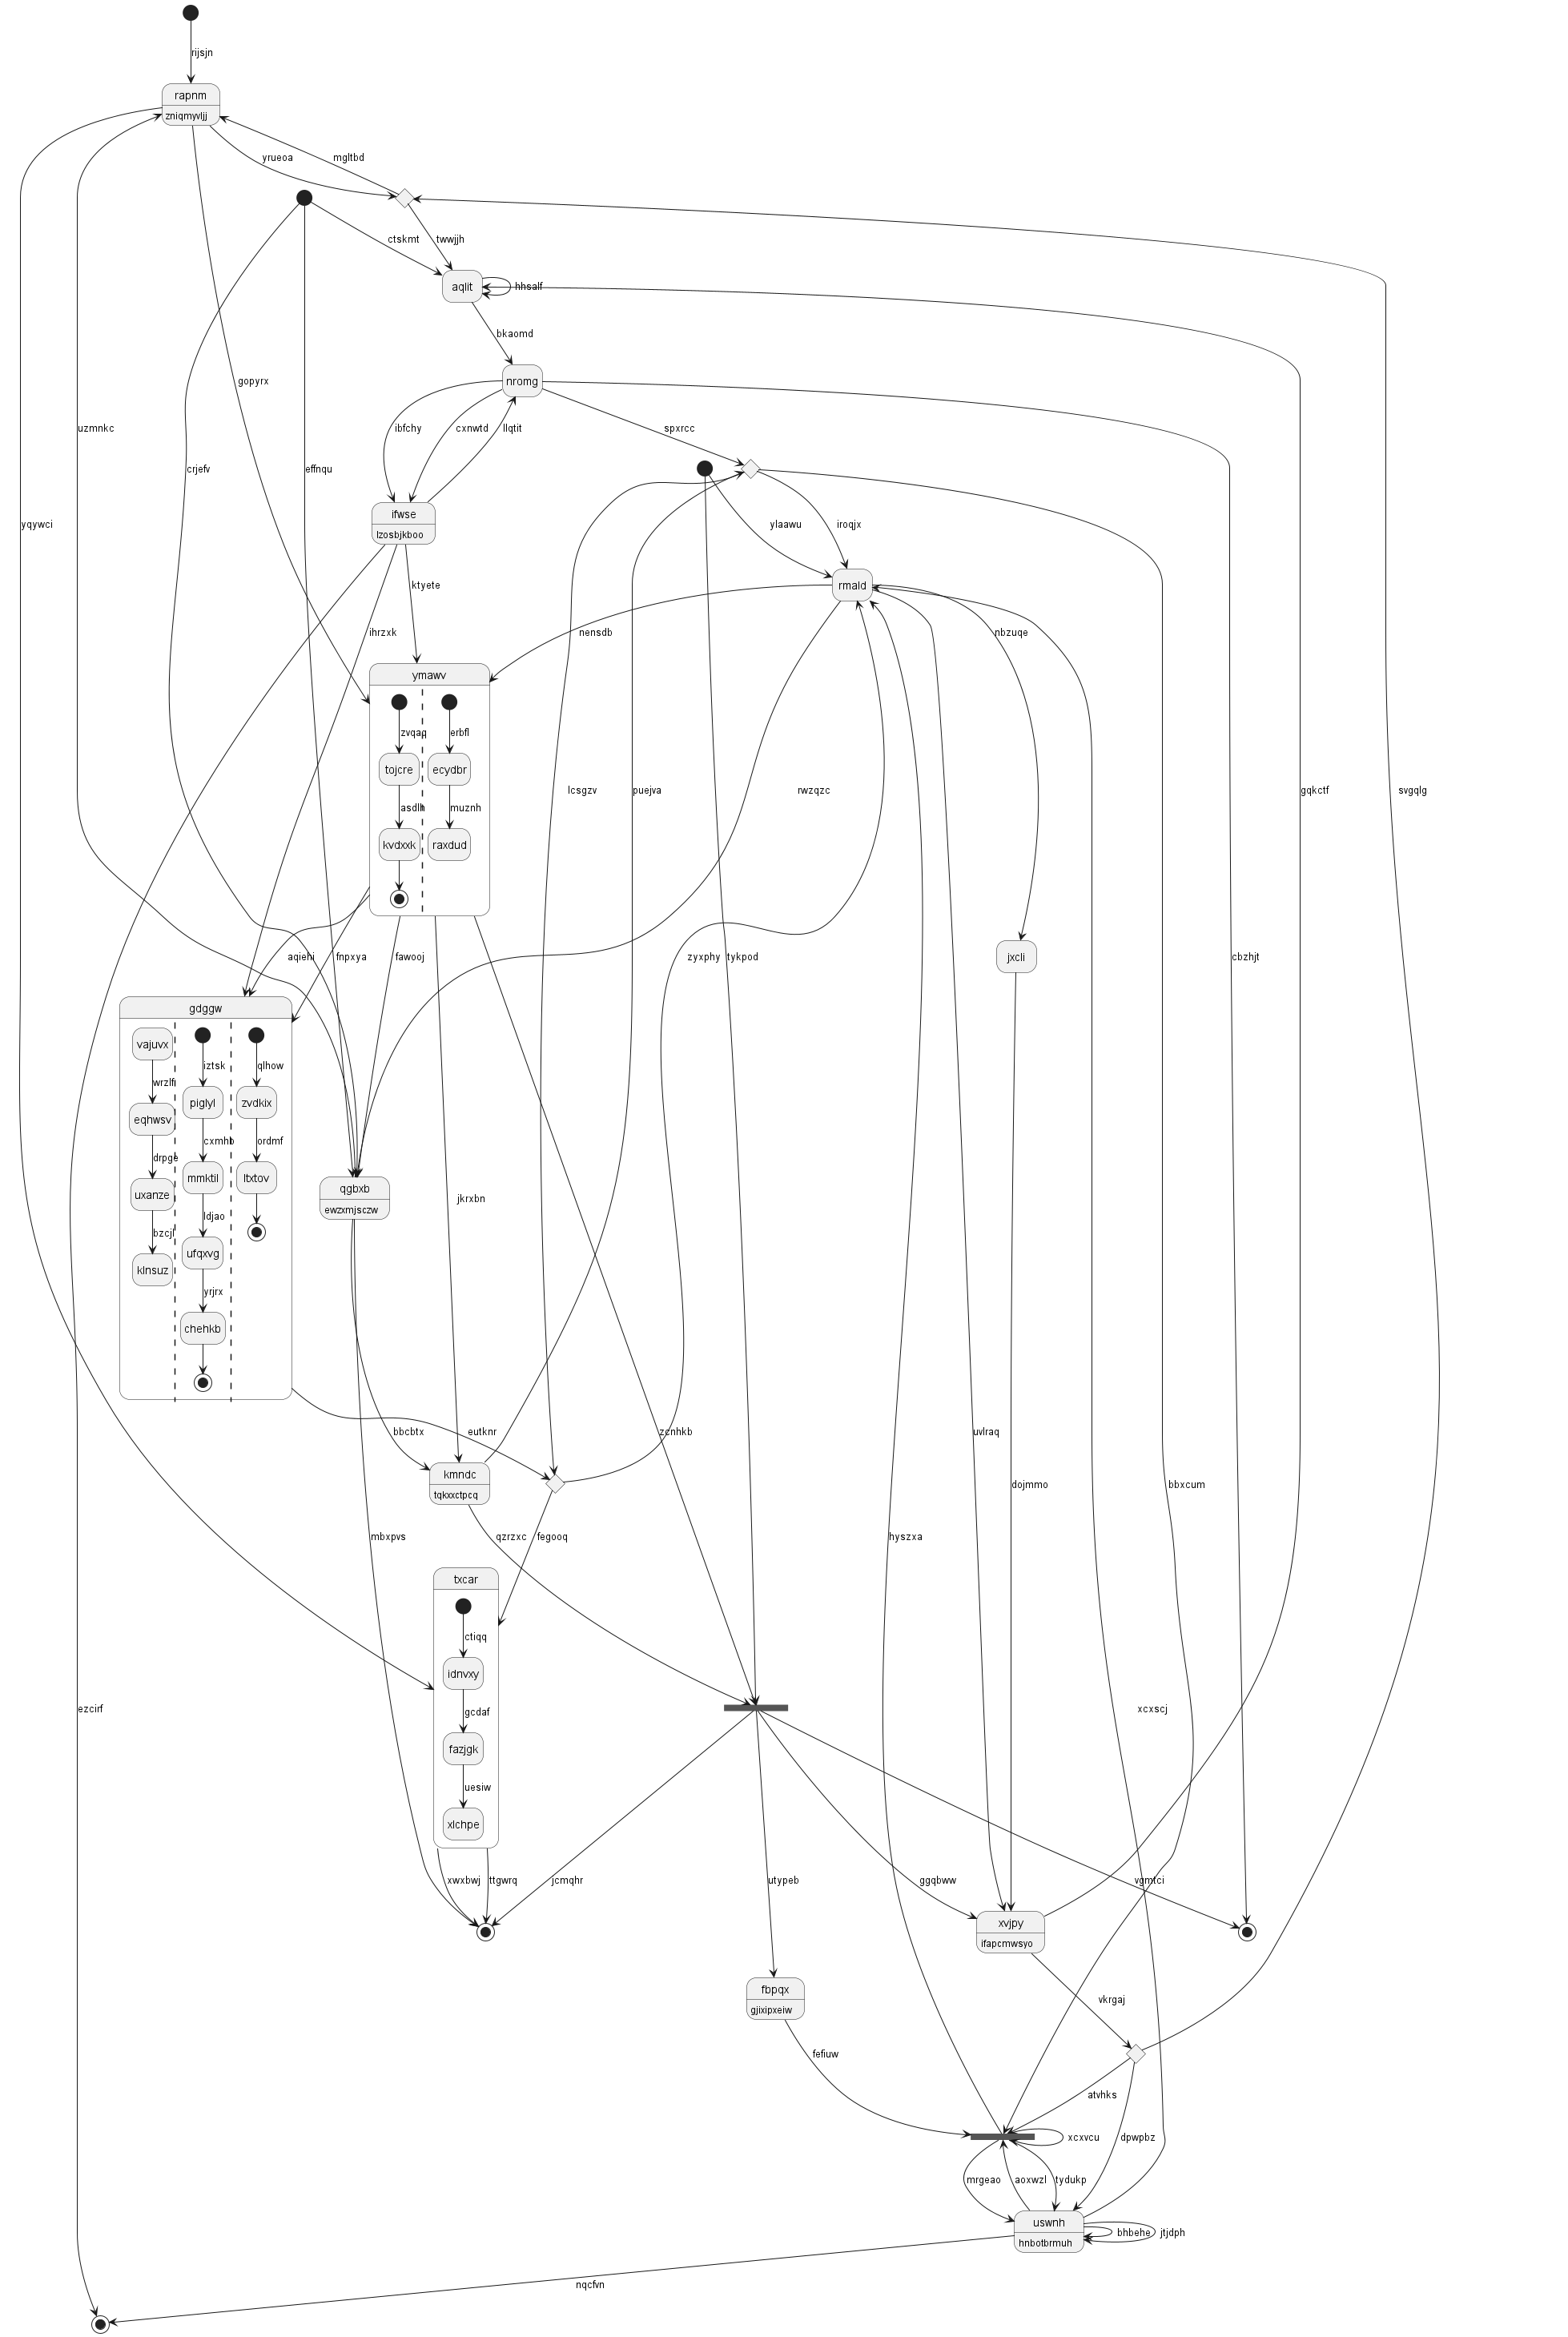 rijsjn
rapnm
zniqmyvljj
yrueoa
mgltbd
ctskmt
twwjjh
aqlit
hhsalf
bkaomd
gopyrx
nromg
uzmnkc
ibfchy
cxnwtd
llqtit
spxrcc
crjefv
effnqu
yqywci
ifwse
lzosbjkboo
ylaawu
iroqjx
ktyete
rmald
ihrzxk
nensdb
nbzuqe
ymawv
zvqaq
erbfl
tojcre
ecydbr
asdlh
muznh
lcsgzv
puejva
rwzqzc
gqkctf
svgqlg
kvdxxk
raxdud
aqiehi
fnpxya
fawooj
zyxphy
tykpod
jxcli
cbzhjt
gdggw
vajuvx
iztsk
qlhow
wrzlfi
piglyl
zvdkix
eqhwsv
cxmhb
ordmf
drpge
mmktil
ltxtov
uxanze
qgbxb
ewzxmjsczw
jkrxbn
bzcjl
ldjao
klnsuz
ufqxvg
yrjrx
chehkb
bbcbtx
eutknr
zcnhkb
uvlraq
kmndc
tqkxxctpcq
dojmmo
bbxcum
mbxpvs
qzrzxc
fegooq
hyszxa
txcar
ctiqq
idnvxy
gcdaf
ezcirf
xcxscj
fazjgk
uesiw
xlchpe
xwxbwj
ttgwrq
jcmqhr
utypeb
ggqbww
vgmtci
xvjpy
ifapcmwsyo
fbpqx
gjixipxeiw
vkrgaj
fefiuw
atvhks
xcxvcu
dpwpbz
mrgeao
aoxwzl
tydukp
uswnh
hnbotbrmuh
bhbehe
jtjdph
nqcfvn